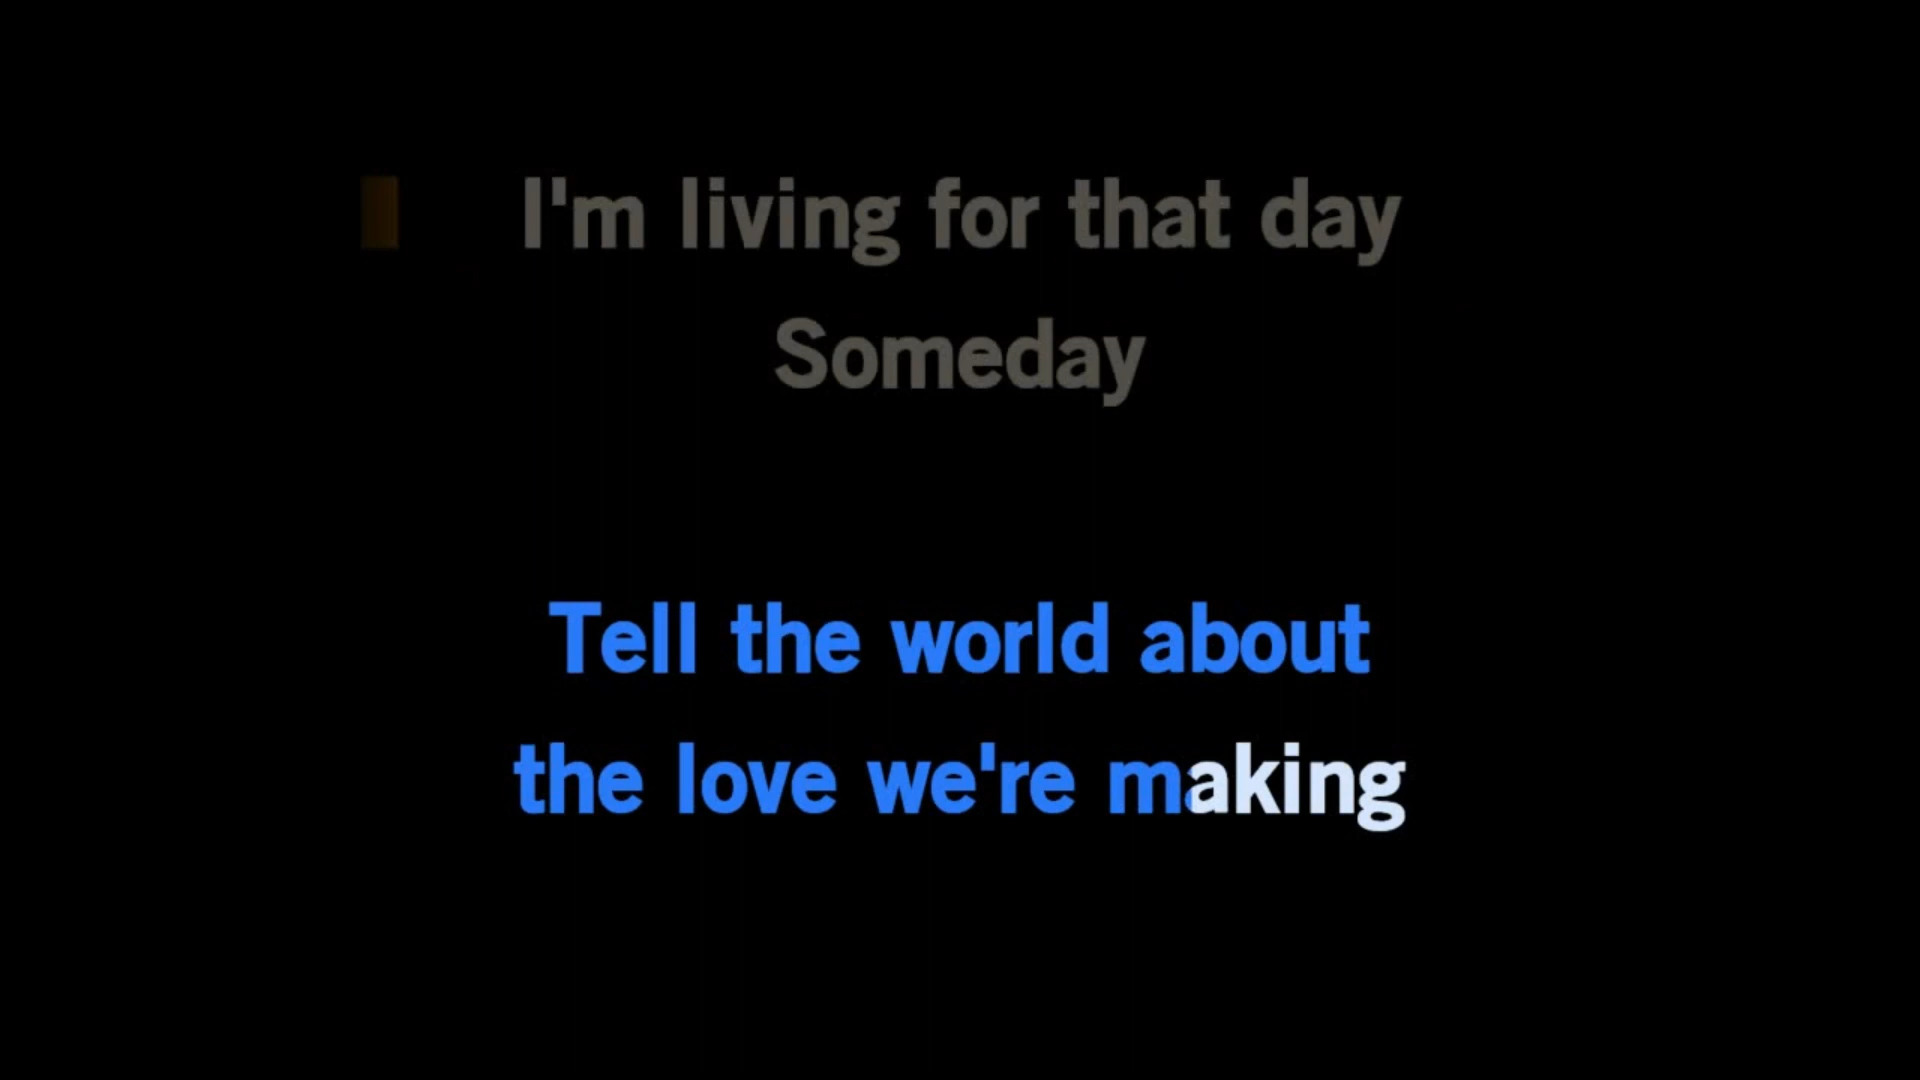 I'm living for that day
Someday
Tell the world about
the love we're making